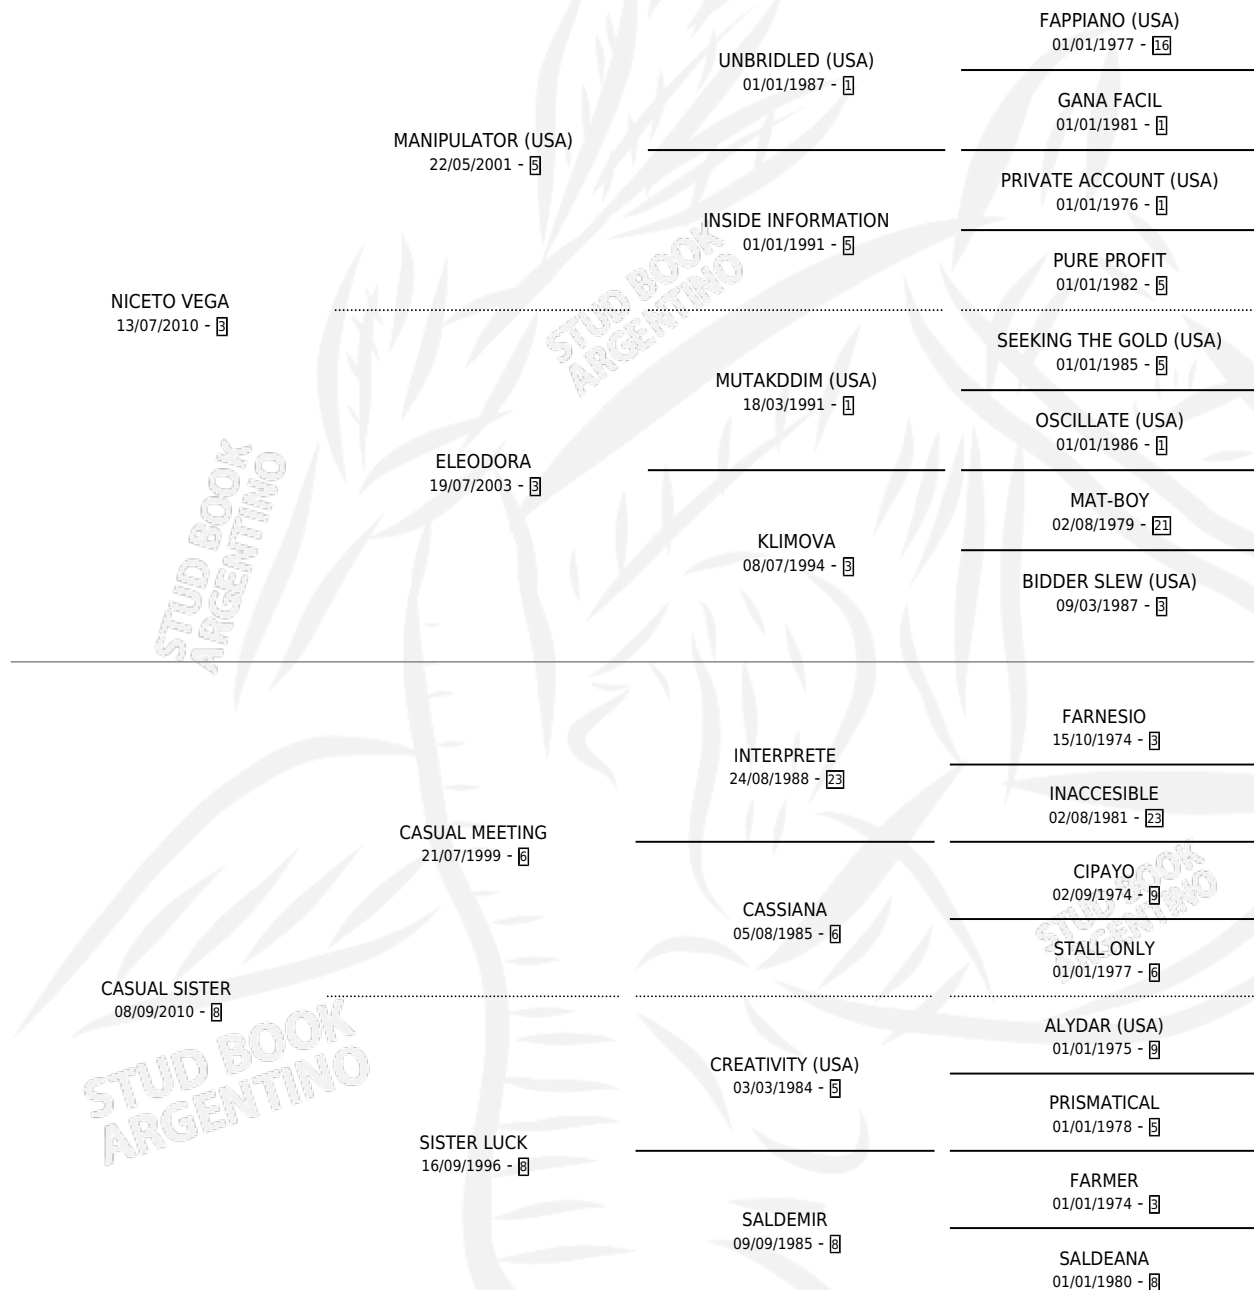 FAPPIANO (USA)
01/01/1977 - 16
UNBRIDLED (USA)
01/01/1987 - 1
GANA FACIL
01/01/1981 - 1
MANIPULATOR (USA)
22/05/2001 - 5
PRIVATE ACCOUNT (USA)
01/01/1976 - 1
INSIDE INFORMATION
01/01/1991 - 5
PURE PROFIT
01/01/1982 - 5
NICETO VEGA
13/07/2010 - 3
SEEKING THE GOLD (USA)
01/01/1985 - 5
MUTAKDDIM (USA)
18/03/1991 - 1
OSCILLATE (USA)
01/01/1986 - 1
ELEODORA
19/07/2003 - 3
MAT-BOY
02/08/1979 - 21
KLIMOVA
08/07/1994 - 3
BIDDER SLEW (USA)
09/03/1987 - 3
STUD BOOK
ARGENTINO
STUD BOOK
ARGENTINO
FARNESIO
15/10/1974 - 3
INTERPRETE
24/08/1988 - 23
INACCESIBLE
02/08/1981 - 23
CASUAL MEETING
21/07/1999 - 6
CIPAYO
02/09/1974 - 9
CASSIANA
05/08/1985 - 6
STALL ONLY
01/01/1977 - 6
STUD BOOK
ARGENTINO
CASUAL SISTER
08/09/2010 - 8
ALYDAR (USA)
01/01/1975 - 9
CREATIVITY (USA)
03/03/1984 - 5
PRISMATICAL
01/01/1978 - 5
STUD BOOK
ARGENTINO
SISTER LUCK
16/09/1996 - 8
FARMER
01/01/1974 - 3
SALDEMIR
09/09/1985 - 8
SALDEANA
01/01/1980 - 8